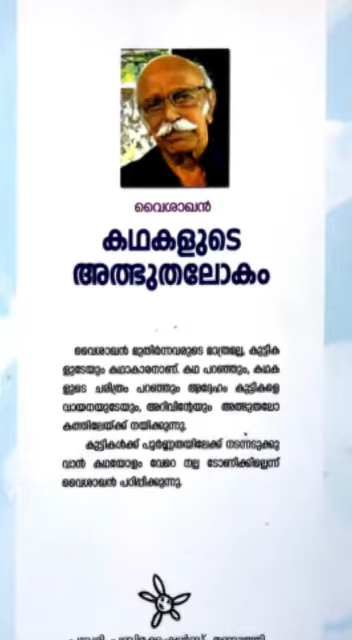 വൈശാഖൻ
കഥകളുടെ
അത്ഭുതലോകം
വൈശാഖൻ മുതിർന്നവരുടെ മാത്രമല്ല, കുട്ടിക
ളുടേയും കഥാകാരനാണ്. കഥ പറഞ്ഞും, കഥക
ളുടെ ചരിത്രം പറഞ്ഞും അദ്ദേഹം കുട്ടികളെ
വായനയുടേയും, അറിവിന്റേയും അത്ഭുതലോ
കത്തിലേയ്ക്ക് നയിക്കുന്നു.
കുട്ടികൾക്ക് പൂർണ്ണതയിലേക്ക് നടന്നടുക്കു
വാൻ കഥയോളം വേറെ നല്ല ടോണിക്കില്ലെന്ന്
വൈശാഖൻ പഠിപ്പിക്കുന്നു.